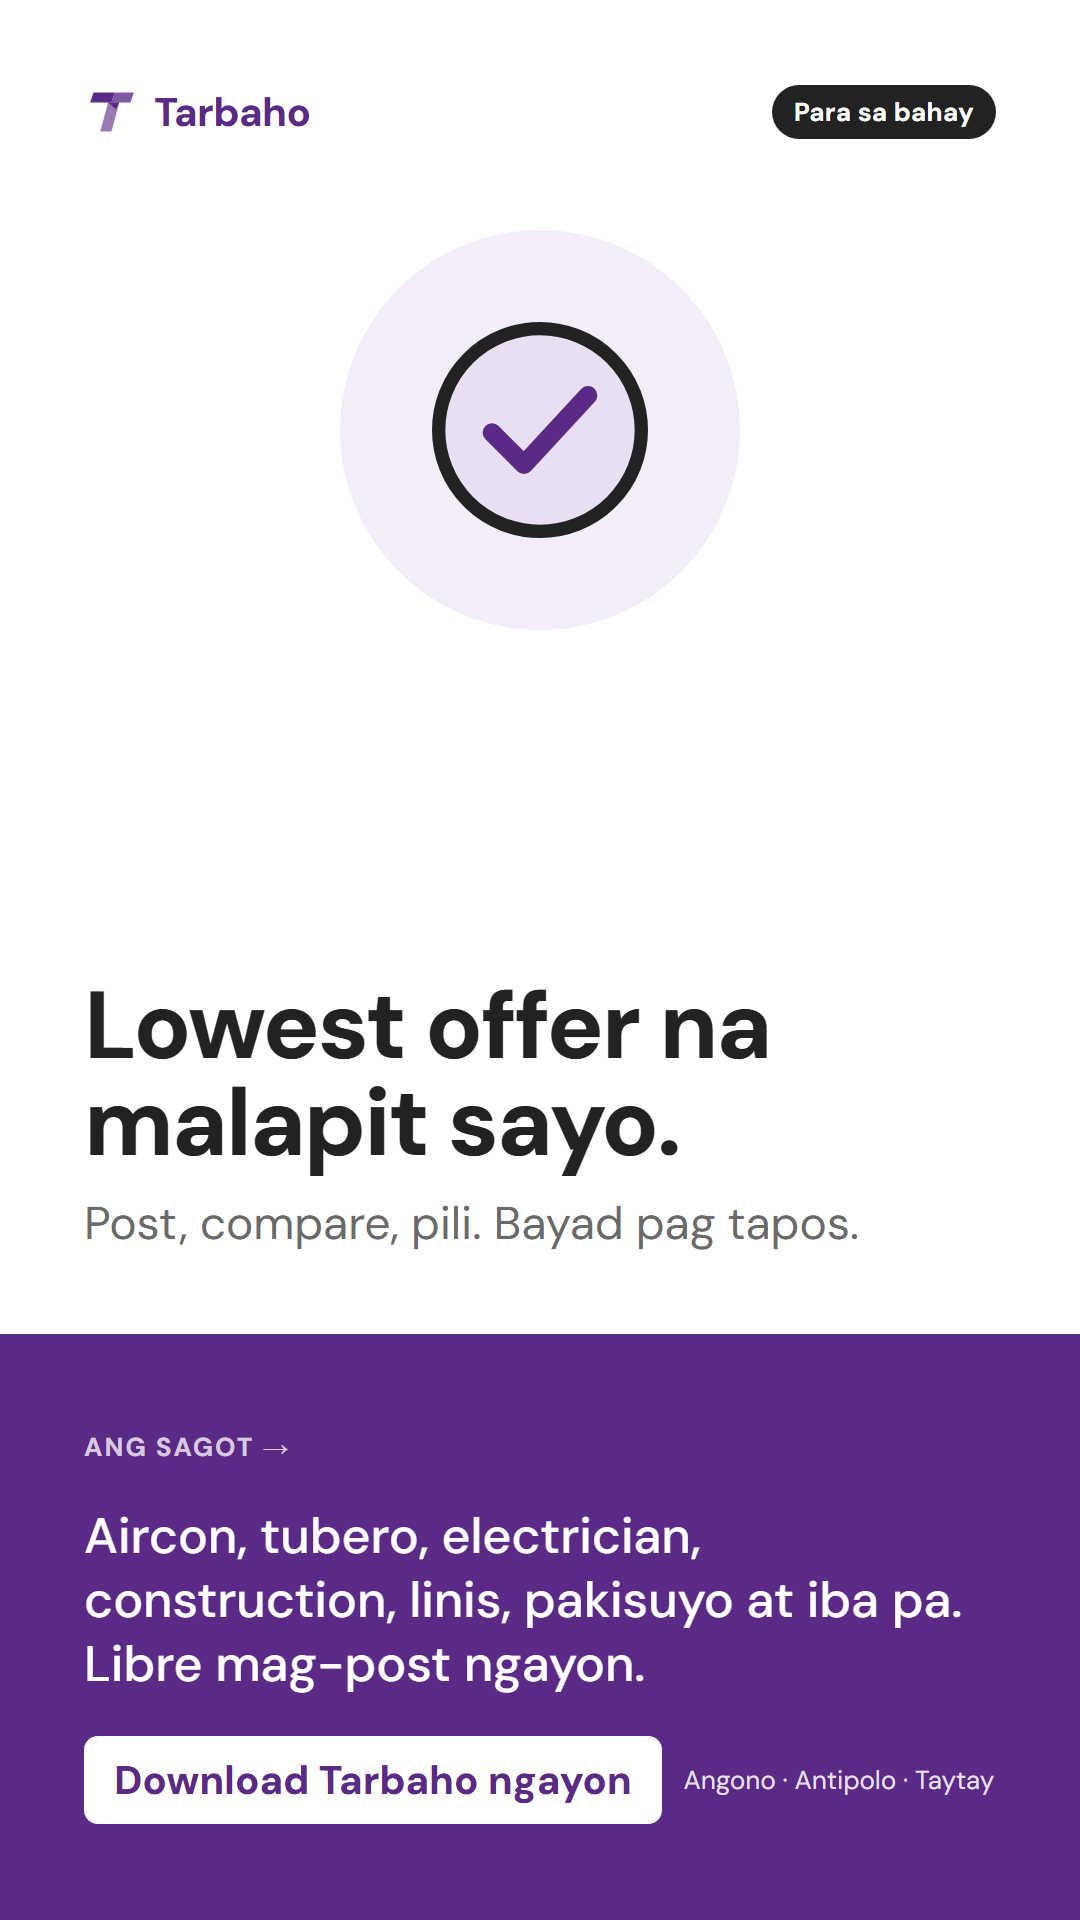 Tarbaho
Para sa bahay
Lowest offer na
malapit sayo.
Post, compare, pili. Bayad pag tapos.
ANG SAGOT →
Aircon, tubero, electrician,
construction, linis, pakisuyo at iba pa.
Libre mag-post ngayon.
Download Tarbaho ngayon
Angono · Antipolo · Taytay